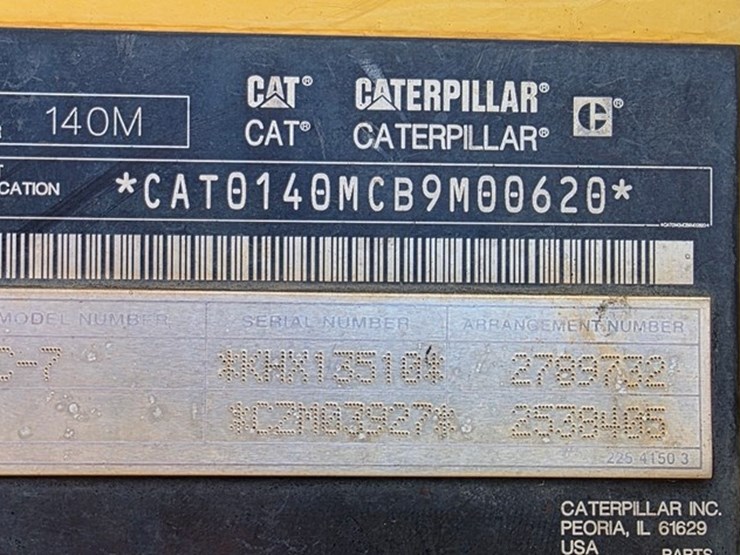 CAT® CATERPILLAR®
140M CAT® CATERPILLAR®
CATION *CAT0140MCB9M00620*
MODEL NUMBER SERIAL NUMBER ARRANGEMENT NUMBER
C-7 *KHX13510* 2789732
*CZM03927* 2538405
225 4150 3
CATERPILLAR INC.
PEORIA, IL 61629
USA PARTS